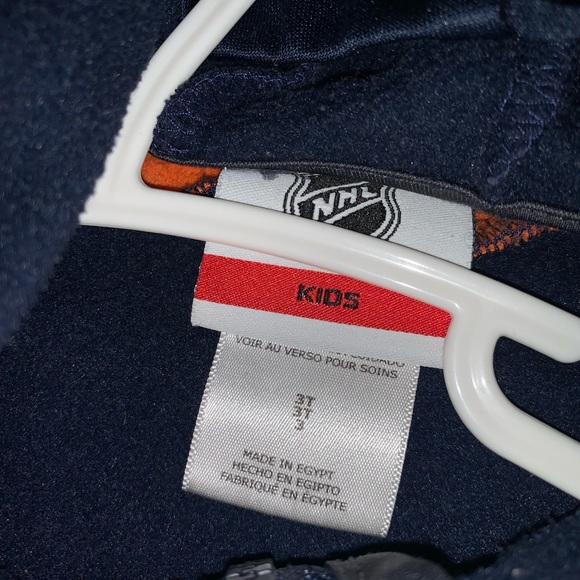 NHL
KIDS
VOIR AU VERSO POUR SOINS
3T
3T
3
MADE IN EGYPT
HECHO EN EGIPTO
FABRIQUÉ EN ÉGYPTE